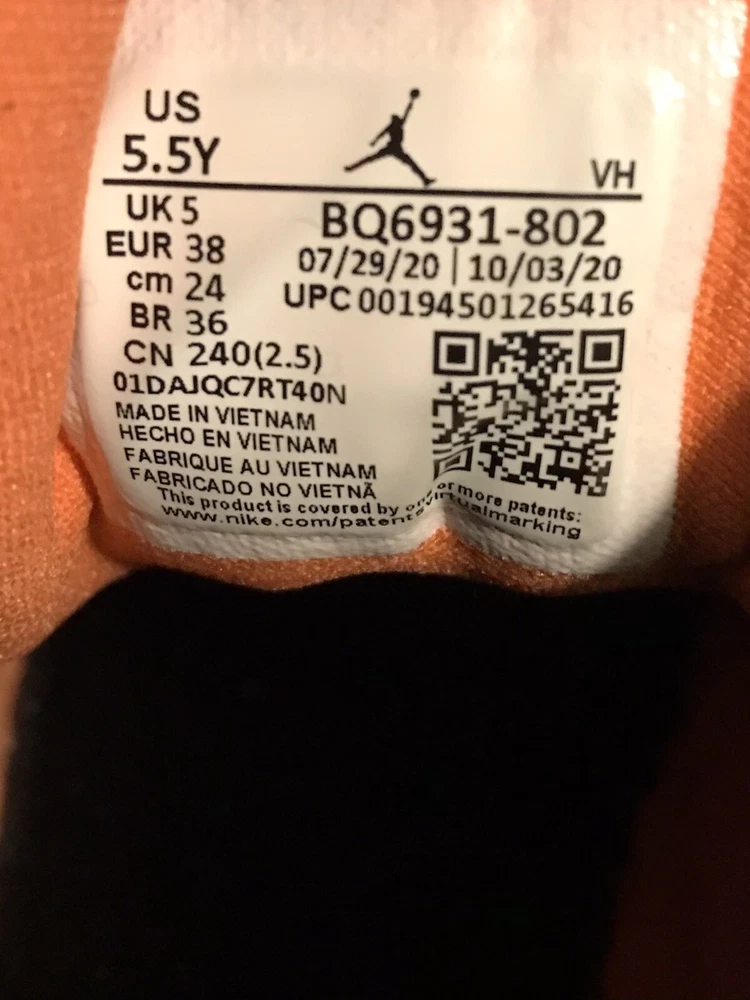 US
5.5Y
VH
UK 5
BQ6931-802
EUR 38
07/29/20 | 10/03/20
cm 24
UPC 00194501265416
BR 36
CN 240(2.5)
01DAJQC7RT40N
MADE IN VIETNAM
HECHO EN VIETNAM
FABRIQUE AU VIETNAM
FABRICADO NO VIETNÃ
This product is covered by one or more patents:
www.nike.com/patentsvirtualmarking